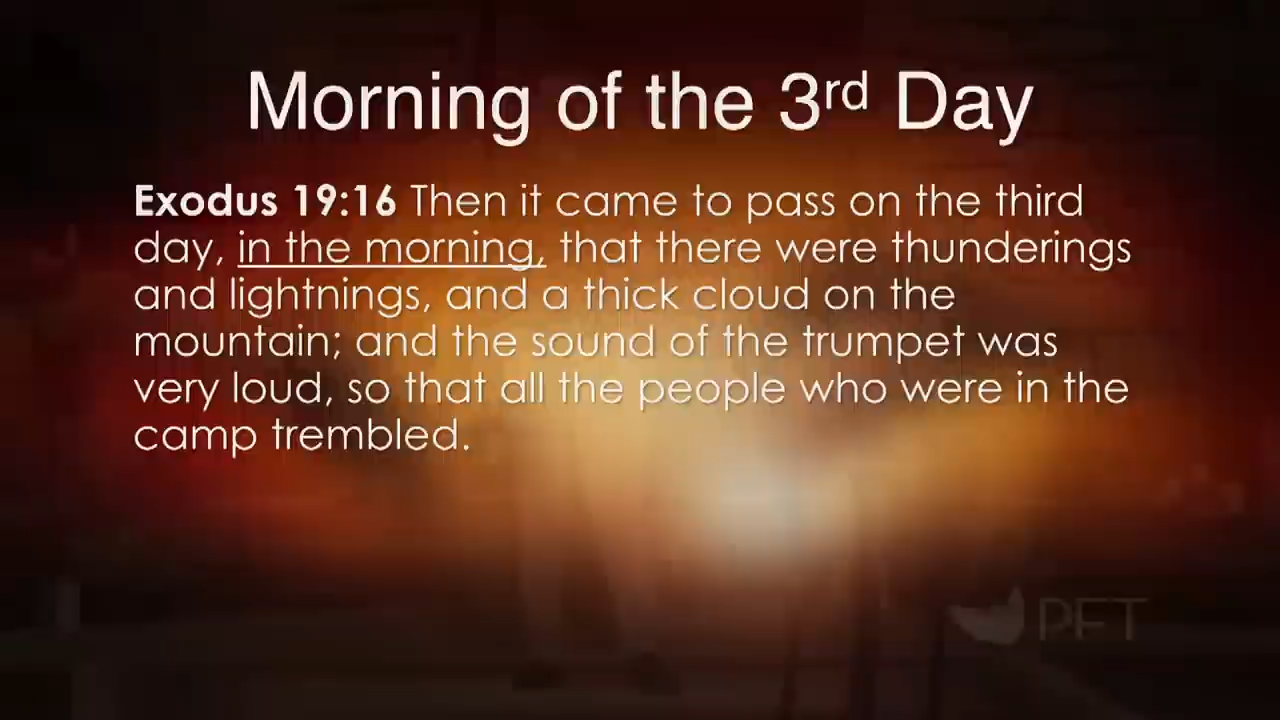 Morning of the 3rd Day
Exodus 19:16 Then it came to pass on the third
day, in the morning, that there were thunderings
and lightnings, and a thick cloud on the
mountain; and the sound of the trumpet was
very loud, so that all the people who were in the
camp trembled.
PFT